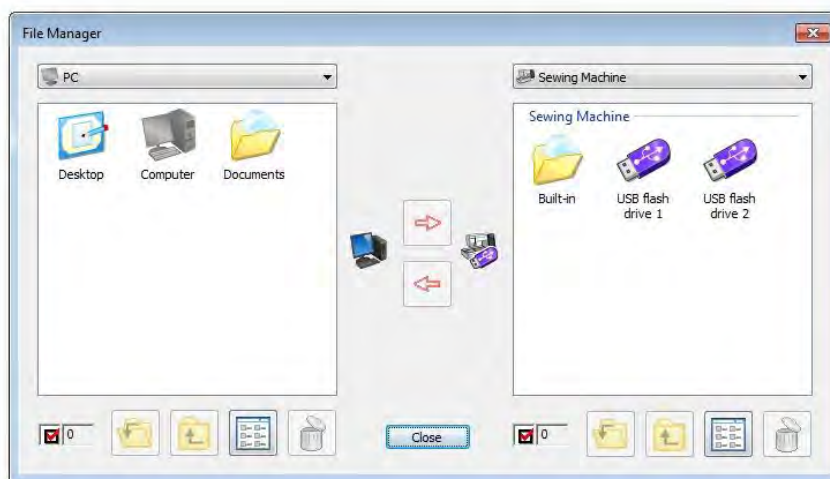 File Manager
PC
Sewing Machine
Desktop
Computer
Documents
Sewing Machine
Built-in
USB flash
drive 1
USB flash
drive 2
0
Close
0